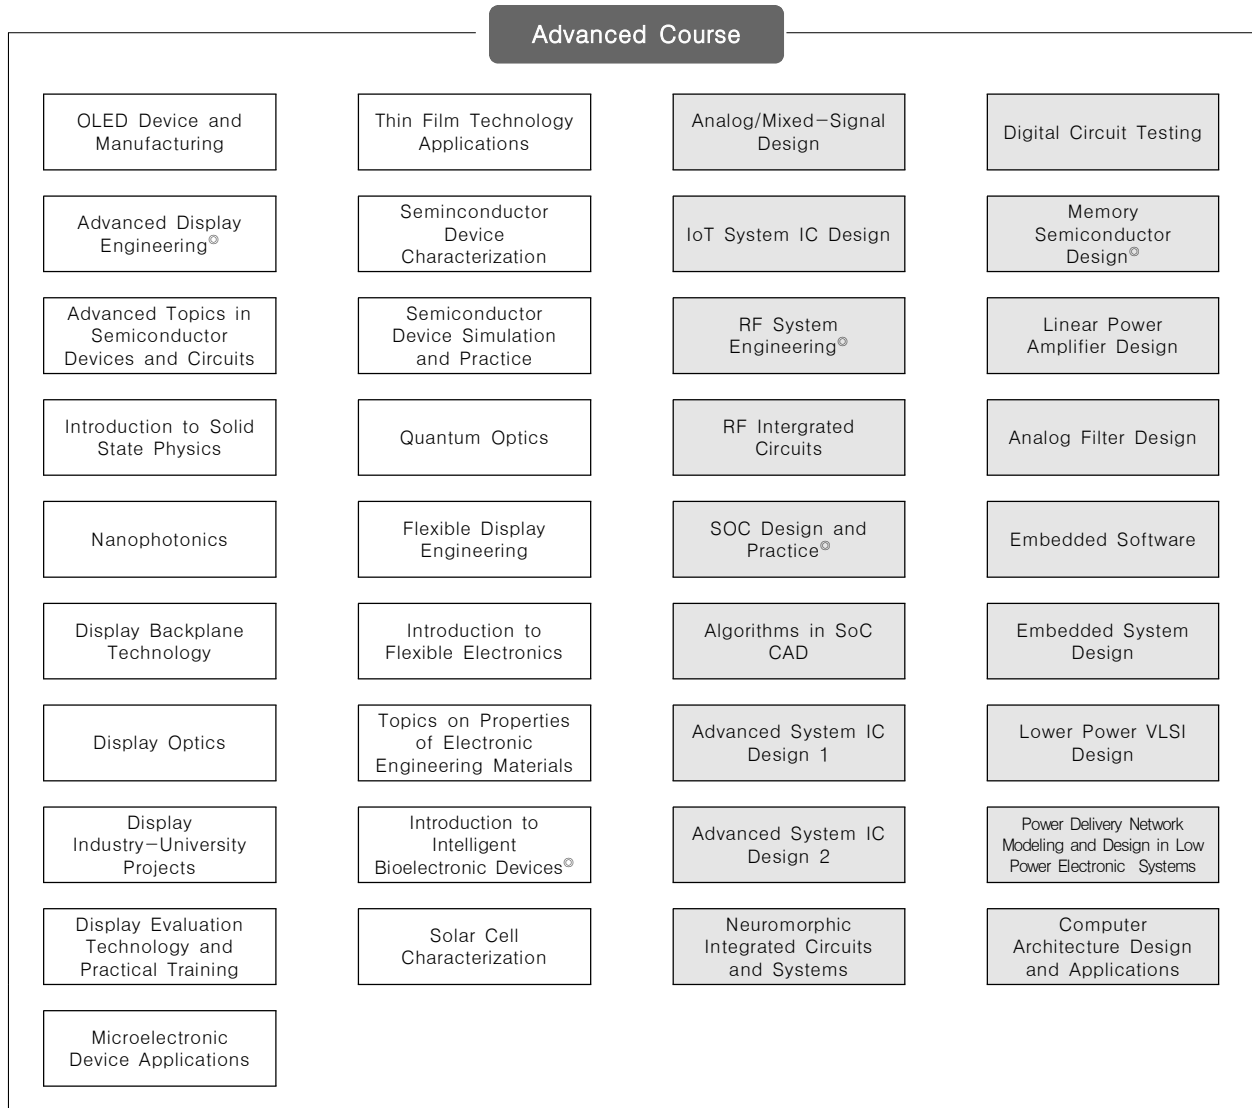 Advanced Course
OLED Device and
Manufacturing
Advanced Display
Engineering◎
Advanced Topics in
Semiconductor
Devices and Circuits
Introduction to Solid
State Physics
Nanophotonics
Display Backplane
Technology
Display Optics
Display
Industry-University
Projects
Display Evaluation
Technology and
Practical Training
Microelectronic
Device Applications
Thin Film Technology
Applications
Seminconductor
Device
Characterization
Semiconductor
Device Simulation
and Practice
Quantum Optics
Flexible Display
Engineering
Introduction to
Flexible Electronics
Topics on Properties
of Electronic
Engineering Materials
Introduction to
Intelligent
Bioelectronic Devices◎
Solar Cell
Characterization
Analog/Mixed-Signal
Design
IoT System IC Design
RF System
Engineering◎
RF Intergrated
Circuits
SOC Design and
Practice◎
Algorithms in SoC
CAD
Advanced System IC
Design 1
Advanced System IC
Design 2
Neuromorphic
Integrated Circuits
and Systems
Digital Circuit Testing
Memory
Semiconductor
Design◎
Linear Power
Amplifier Design
Analog Filter Design
Embedded Software
Embedded System
Design
Lower Power VLSI
Design
Power Delivery Network
Modeling and Design in Low
Power Electronic Systems
Computer
Architecture Design
and Applications